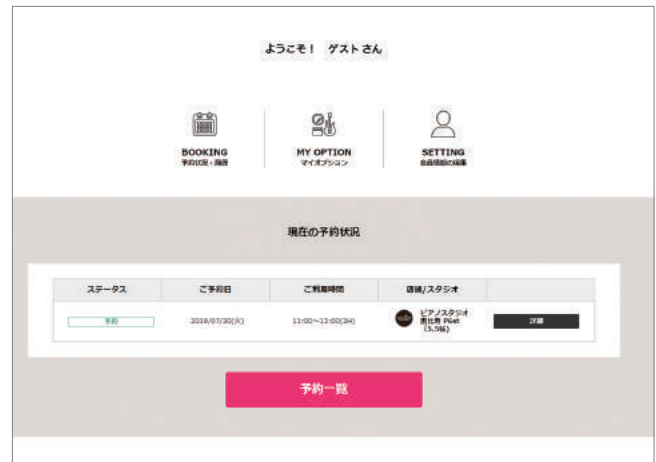 ようこそ！ ゲスト さん
BOOKING
予約状況・履歴
MY OPTION
マイオプション
SETTING
会員情報の編集
現在の予約状況
ステータス ご予約日 ご利用時間 店舗/スタジオ
予約 11:00~13:00(2H) ピアノスタジオ 詳細
恵比寿
予約一覧